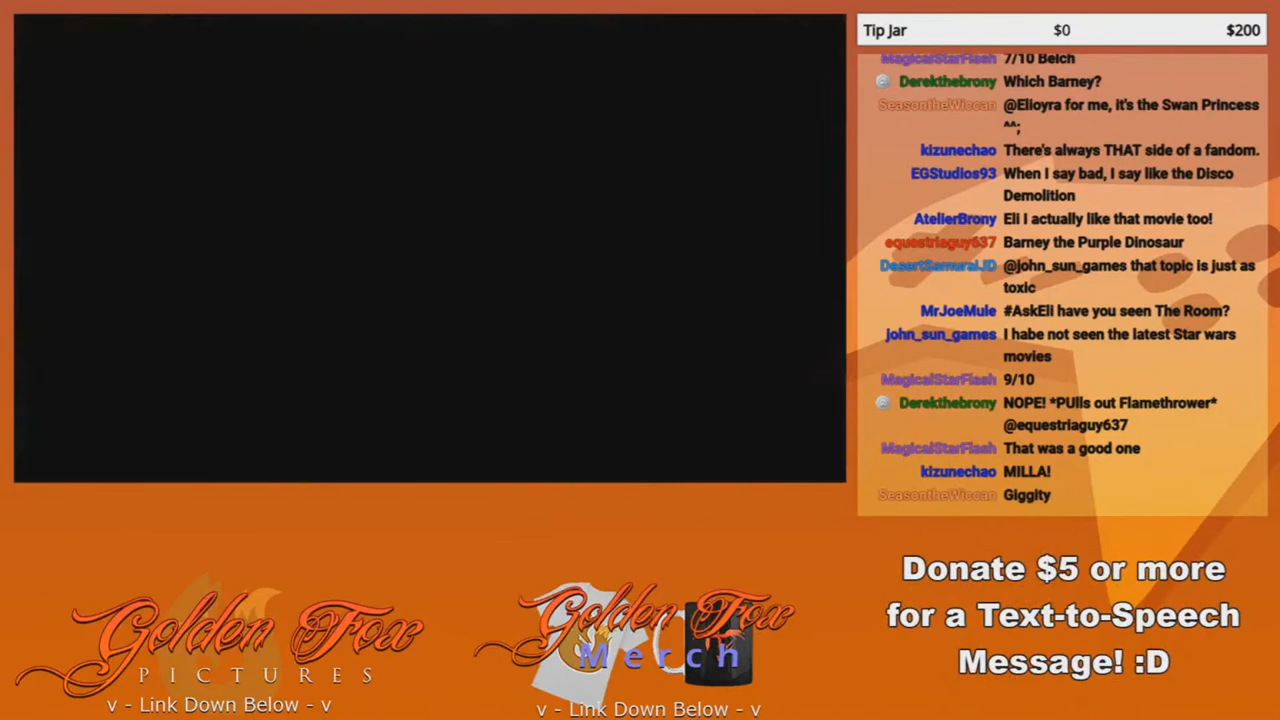 Tip Jar $0 $200
MagicalStarFlash 7/10 Belch
Derekthebrony Which Barney?
SeasontheWiccan @Elioyra for me, it's the Swan Princess
^^;
kizunechao There's always THAT side of a fandom.
EGStudios93 When I say bad, I say like the Disco
Demolition
AtelierBrony Eli I actually like that movie too!
equestriaguy637 Barney the Purple Dinosaur
DesertSamuraiJD @john_sun_games that topic is just as
toxic
MrJoeMule #AskEli have you seen The Room?
john_sun_games I habe not seen the latest Star wars
movies
MagicalStarFlash 9/10
Derekthebrony NOPE! *PUlls out Flamethrower*
@equestriaguy637
MagicalStarFlash That was a good one
kizunechao MILLA!
SeasontheWiccan Giggity
Donate $5 or more
for a Text-to-Speech
Message! :D
Golden Fox
PICTURES
v - Link Down Below - v
Golden Fox
Merch
v - Link Down Below - v